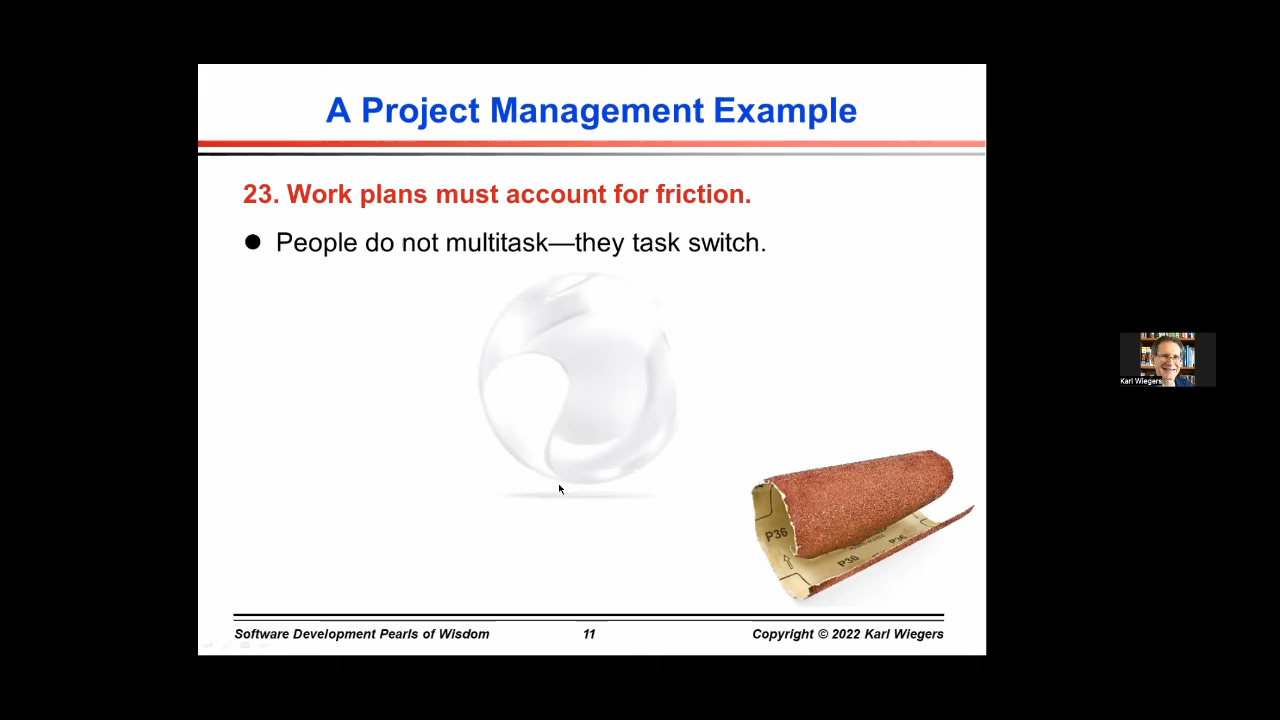 A Project Management Example
23. Work plans must account for friction.
● People do not multitask—they task switch.
P36
P36
P36
Software Development Pearls of Wisdom 11 Copyright © 2022 Karl Wiegers
Karl Wiegers